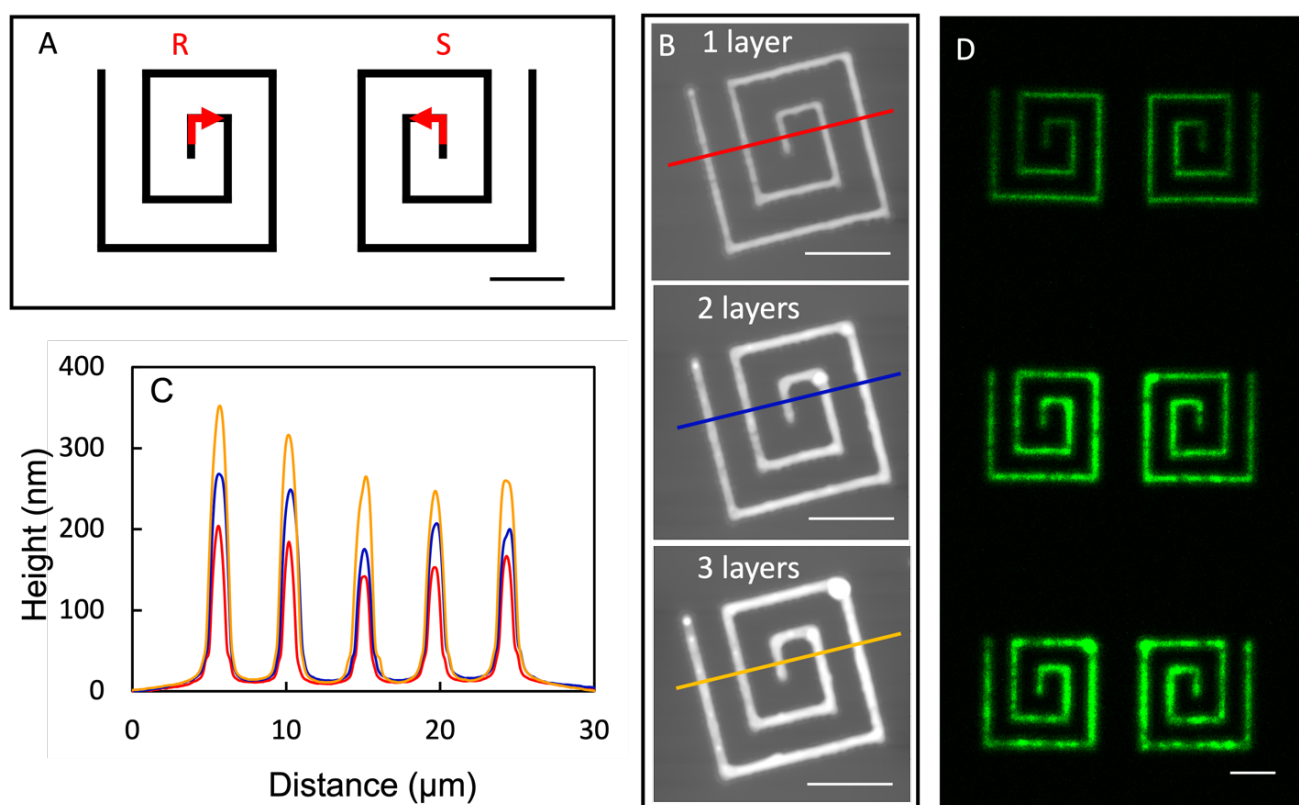 A
R
S
B
1 layer
2 layers
3 layers
C
Height (nm)
400
300
200
100
0
0
10
20
30
Distance (µm)
D